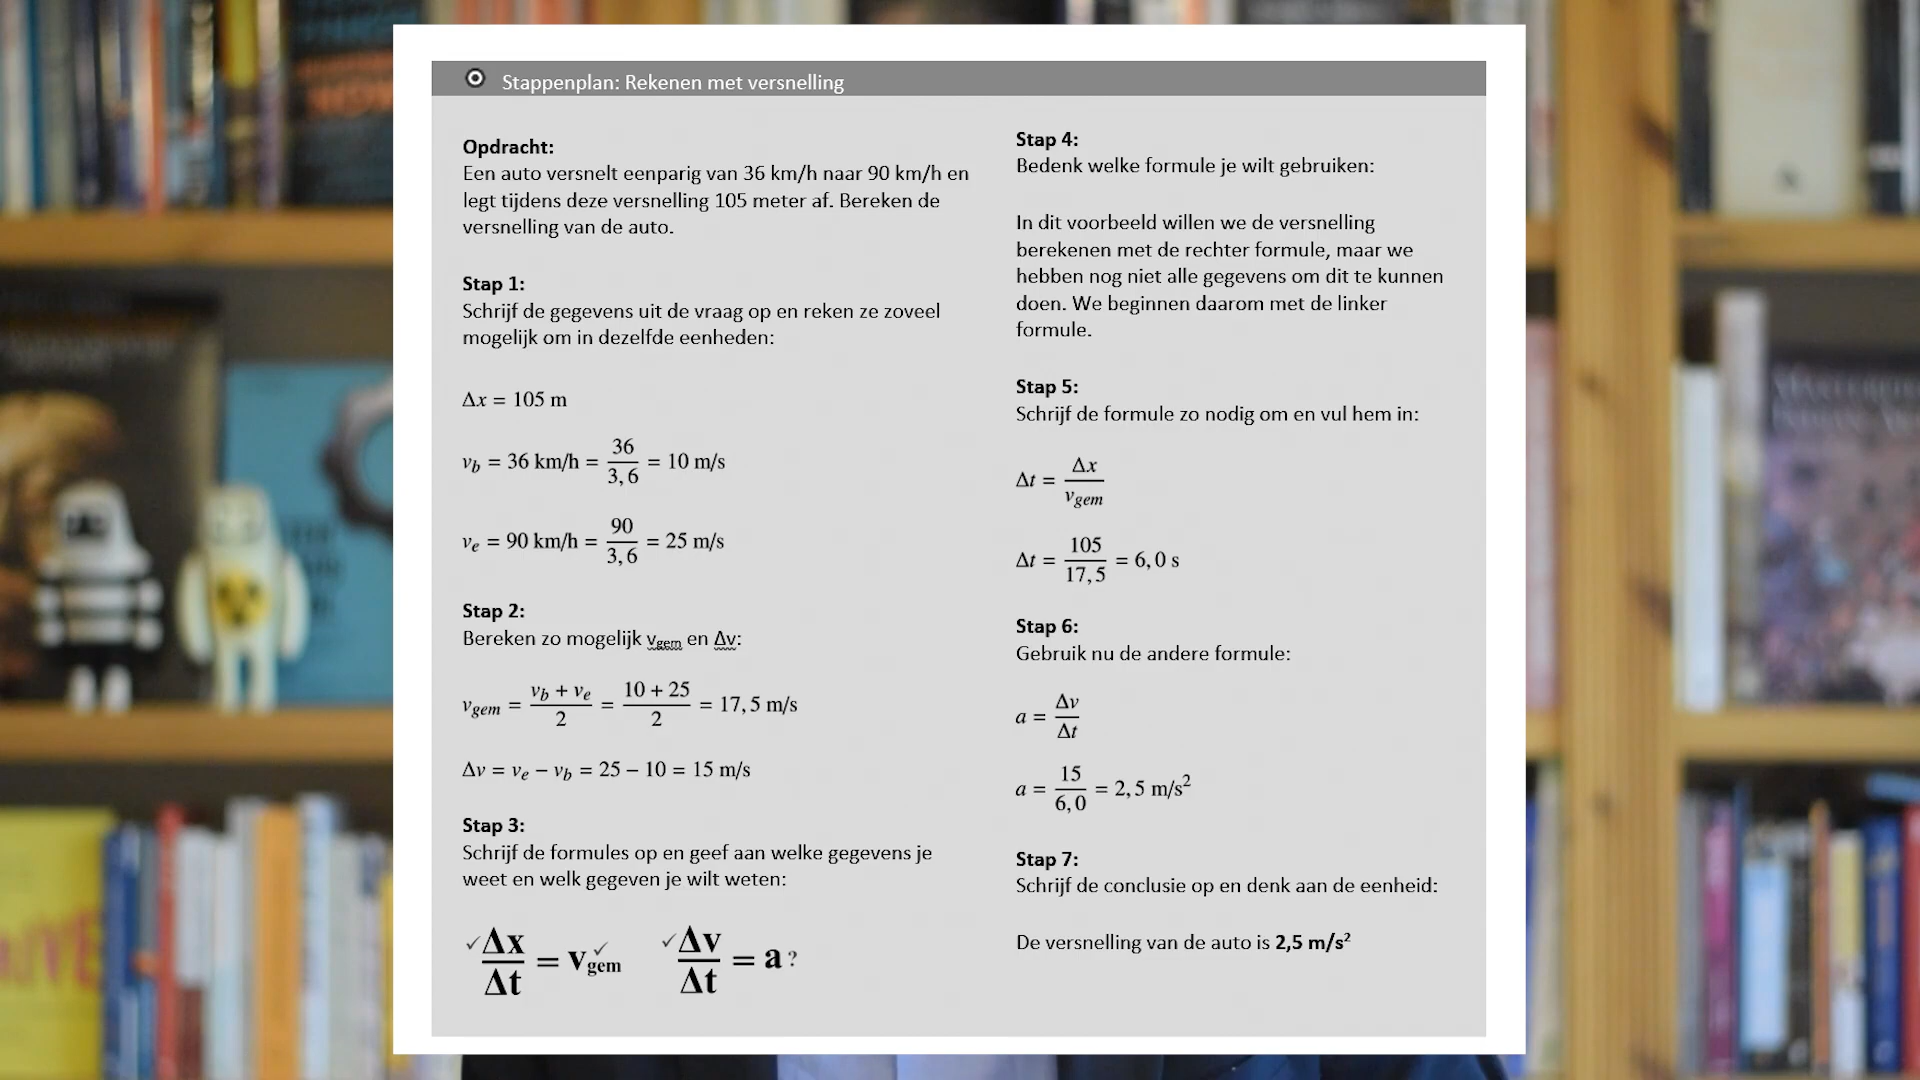 Stappenplan: Rekenen met versnelling
Opdracht:
Een auto versnelt eenparig van 36 km/h naar 90 km/h en
legt tijdens deze versnelling 105 meter af. Bereken de
versnelling van de auto.
Stap 1:
Schrijf de gegevens uit de vraag op en reken ze zoveel
mogelijk om in dezelfde eenheden:
Δx = 105 m
v_b = 36 km/h = 36/3,6 = 10 m/s
v_e = 90 km/h = 90/3,6 = 25 m/s
Stap 2:
Bereken zo mogelijk v_gem en Δv:
v_gem = (v_b + v_e)/2 = (10 + 25)/2 = 17,5 m/s
Δv = v_e − v_b = 25 − 10 = 15 m/s
Stap 3:
Schrijf de formules op en geef aan welke gegevens je
weet en welk gegeven je wilt weten:
✓Δx/Δt = v_gem✓ ✓Δv/Δt = a ?
Stap 4:
Bedenk welke formule je wilt gebruiken:
In dit voorbeeld willen we de versnelling
berekenen met de rechter formule, maar we
hebben nog niet alle gegevens om dit te kunnen
doen. We beginnen daarom met de linker
formule.
Stap 5:
Schrijf de formule zo nodig om en vul hem in:
Δt = Δx/v_gem
Δt = 105/17,5 = 6,0 s
Stap 6:
Gebruik nu de andere formule:
a = Δv/Δt
a = 15/6,0 = 2,5 m/s²
Stap 7:
Schrijf de conclusie op en denk aan de eenheid:
De versnelling van de auto is 2,5 m/s²